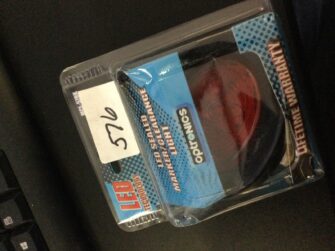 576
LED
optronics
LED SEALED
MARKER/CLEARANCE
LIGHT
LIFETIME WARRANTY